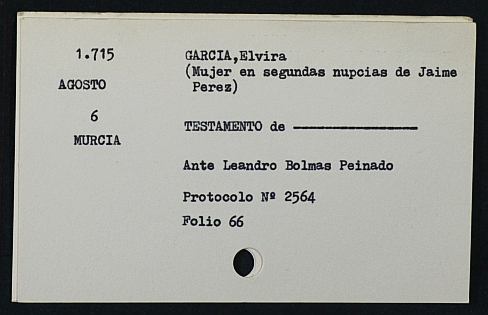 1.715
AGOSTO
6
MURCIA
GARCIA,Elvira
(Mujer en segundas nupcias de Jaime
Perez)
TESTAMENTO de ----------------
Ante Leandro Bolmas Peinado
Protocolo Nº 2564
Folio 66